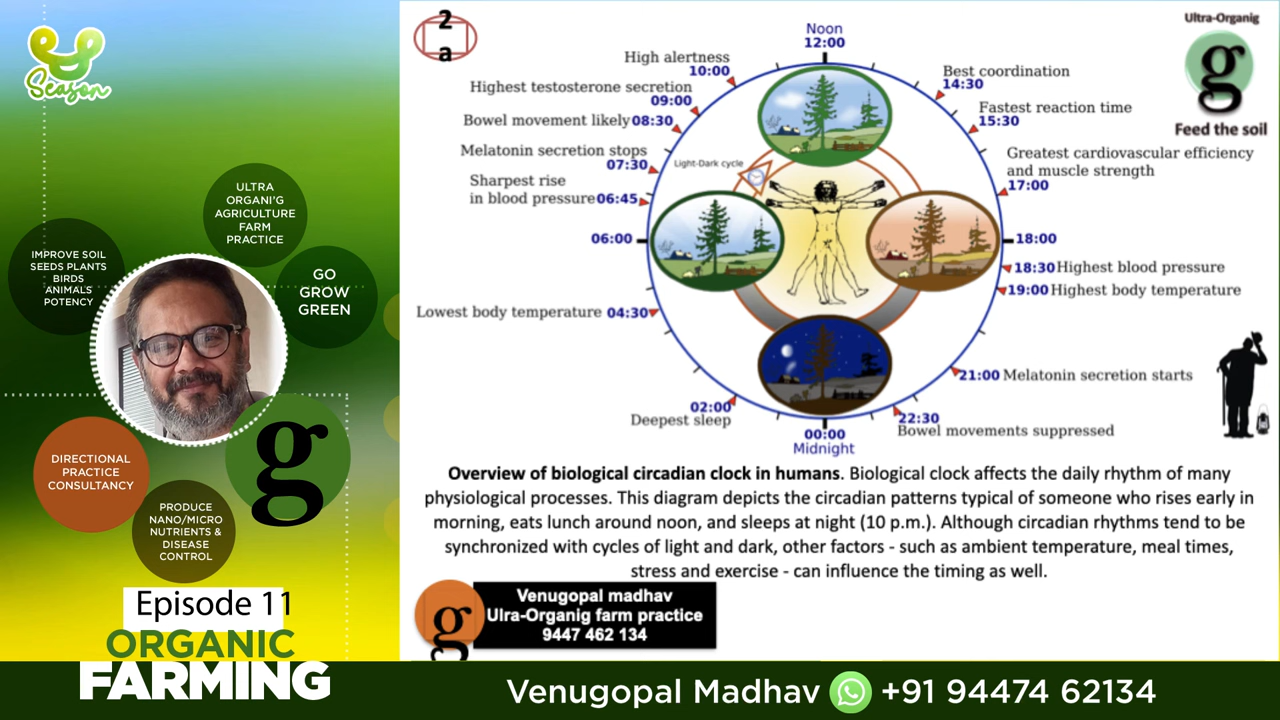 Season
ULTRA
ORGANI'G
AGRICULTURE
FARM
PRACTICE
IMPROVE SOIL
SEEDS PLANTS
BIRDS
ANIMALS
POTENCY
GO
GROW
GREEN
DIRECTIONAL
PRACTICE
CONSULTANCY
g
PRODUCE
NANO/MICRO
NUTRIENTS &
DISEASE
CONTROL
Episode 11
ORGANIC
FARMING
2
a
Ultra-Organig
g
Feed the soil
Noon
12:00
High alertness
10:00
Highest testosterone secretion
09:00
Bowel movement likely 08:30
Melatonin secretion stops
07:30
Light-Dark cycle
Sharpest rise
in blood pressure 06:45
06:00
Lowest body temperature 04:30
02:00
Deepest sleep
00:00
Midnight
Best coordination
14:30
Fastest reaction time
15:30
Greatest cardiovascular efficiency
and muscle strength
17:00
18:00
18:30 Highest blood pressure
19:00 Highest body temperature
21:00 Melatonin secretion starts
22:30
Bowel movements suppressed
Overview of biological circadian clock in humans. Biological clock affects the daily rhythm of many
physiological processes. This diagram depicts the circadian patterns typical of someone who rises early in
morning, eats lunch around noon, and sleeps at night (10 p.m.). Although circadian rhythms tend to be
synchronized with cycles of light and dark, other factors - such as ambient temperature, meal times,
stress and exercise - can influence the timing as well.
g
Venugopal madhav
Ulra-Organig farm practice
9447 462 134
Venugopal Madhav +91 94474 62134